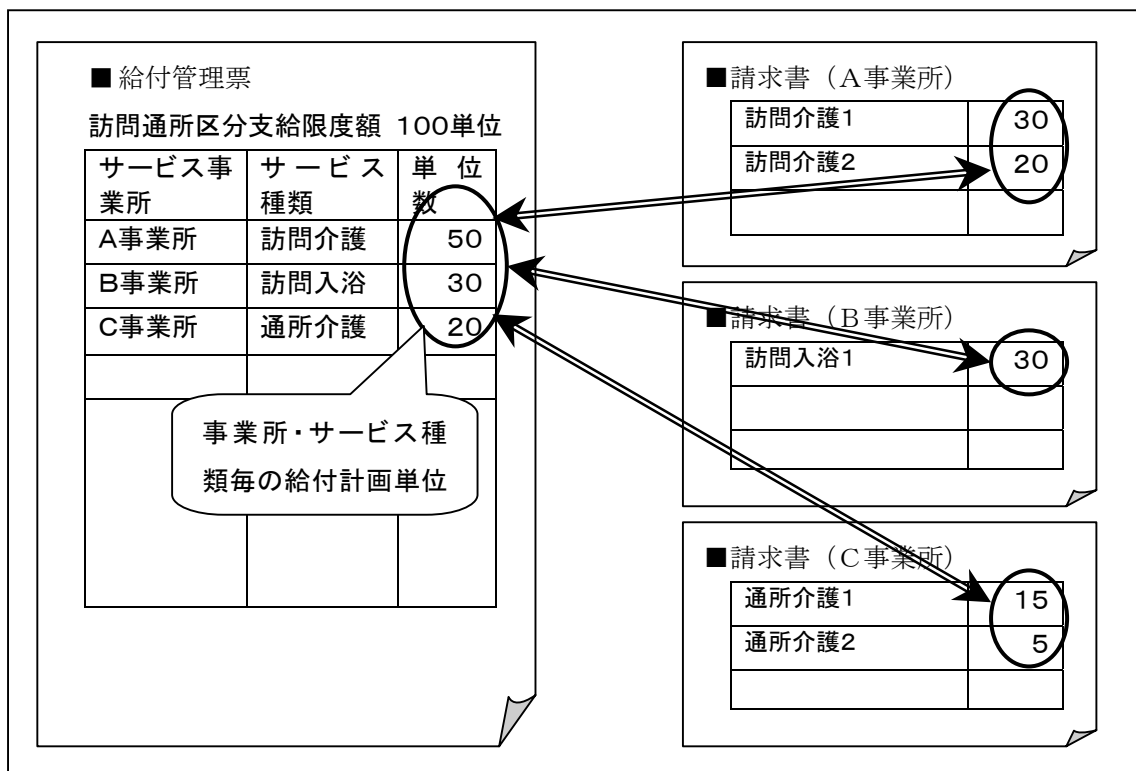 ■ 給付管理票
訪問通所区分支給限度額 100単位
サービス事業所 サービス種類 単位数
A事業所 訪問介護 50
B事業所 訪問入浴 30
C事業所 通所介護 20
事業所・サービス種
類毎の給付計画単位
■請求書（A事業所）
訪問介護1 30
訪問介護2 20
■請求書（B事業所）
訪問入浴1 30
■請求書（C事業所）
通所介護1 15
通所介護2 5